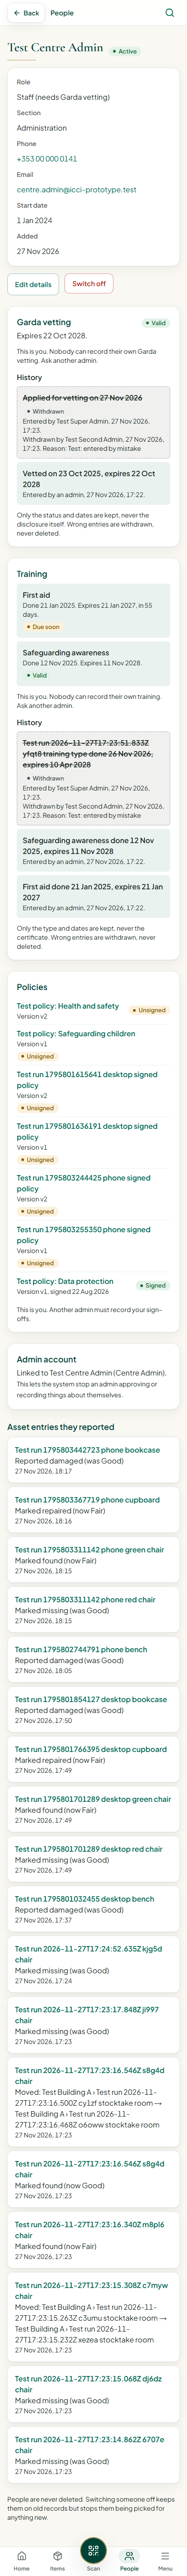 Back
People
Test Centre Admin
Active
Role
Staff (needs Garda vetting)
Section
Administration
Phone
+353 00 000 0141
Email
centre.admin@icci-prototype.test
Start date
1 Jan 2024
Added
27 Nov 2026
Edit details
Switch off
Garda vetting
Valid
Expires 22 Oct 2028.
This is you. Nobody can record their own Garda
vetting. Ask another admin.
History
Applied for vetting on 27 Nov 2026
Withdrawn
Entered by Test Super Admin, 27 Nov 2026,
17:23.
Withdrawn by Test Second Admin, 27 Nov 2026,
17:23. Reason: Test: entered by mistake
Vetted on 23 Oct 2025, expires 22 Oct
2028
Entered by an admin, 27 Nov 2026, 17:22.
Only the status and dates are kept, never the
disclosure itself. Wrong entries are withdrawn,
never deleted.
Training
First aid
Done 21 Jan 2025. Expires 21 Jan 2027, in 55
days.
Due soon
Safeguarding awareness
Done 12 Nov 2025. Expires 11 Nov 2028.
Valid
This is you. Nobody can record their own training.
Ask another admin.
History
Test run 2026-11-27T17:23:51.833Z
yfqt8 training type done 26 Nov 2026,
expires 10 Apr 2028
Withdrawn
Entered by Test Super Admin, 27 Nov 2026,
17:23.
Withdrawn by Test Second Admin, 27 Nov 2026,
17:23. Reason: Test: entered by mistake
Safeguarding awareness done 12 Nov
2025, expires 11 Nov 2028
Entered by an admin, 27 Nov 2026, 17:22.
First aid done 21 Jan 2025, expires 21 Jan
2027
Entered by an admin, 27 Nov 2026, 17:22.
Only the type and dates are kept, never the
certificate. Wrong entries are withdrawn, never
deleted.
Policies
Test policy: Health and safety
Unsigned
Version v2
Test policy: Safeguarding children
Version v1
Unsigned
Test run 1795801615641 desktop signed
policy
Version v2
Unsigned
Test run 1795801636191 desktop signed
policy
Version v1
Unsigned
Test run 1795803244425 phone signed
policy
Version v2
Unsigned
Test run 1795803255350 phone signed
policy
Version v1
Unsigned
Test policy: Data protection
Signed
Version v1, signed 22 Aug 2026
This is you. Another admin must record your sign-
offs.
Admin account
Linked to Test Centre Admin (Centre Admin).
This lets the system stop an admin approving or
recording things about themselves.
Asset entries they reported
Test run 1795803442723 phone bookcase
Reported damaged (was Good)
27 Nov 2026, 18:17
Test run 1795803367719 phone cupboard
Marked repaired (now Fair)
27 Nov 2026, 18:16
Test run 1795803311142 phone green chair
Marked found (now Fair)
27 Nov 2026, 18:15
Test run 1795803311142 phone red chair
Marked missing (was Good)
27 Nov 2026, 18:15
Test run 1795802744791 phone bench
Reported damaged (was Good)
27 Nov 2026, 18:05
Test run 1795801854127 desktop bookcase
Reported damaged (was Good)
27 Nov 2026, 17:50
Test run 1795801766395 desktop cupboard
Marked repaired (now Fair)
27 Nov 2026, 17:49
Test run 1795801701289 desktop green chair
Marked found (now Fair)
27 Nov 2026, 17:49
Test run 1795801701289 desktop red chair
Marked missing (was Good)
27 Nov 2026, 17:49
Test run 1795801032455 desktop bench
Reported damaged (was Good)
27 Nov 2026, 17:37
Test run 2026-11-27T17:24:52.635Z kjg5d
chair
Marked missing (was Good)
27 Nov 2026, 17:24
Test run 2026-11-27T17:23:17.848Z ji997
chair
Marked missing (was Good)
27 Nov 2026, 17:23
Test run 2026-11-27T17:23:16.546Z s8g4d
chair
Moved: Test Building A › Test run 2026-11-
27T17:23:16.500Z cy1zf stocktake room →
Test Building A › Test run 2026-11-
27T17:23:16.468Z o6oww stocktake room
27 Nov 2026, 17:23
Test run 2026-11-27T17:23:16.546Z s8g4d
chair
Marked found (now Good)
27 Nov 2026, 17:23
Test run 2026-11-27T17:23:16.340Z m8pl6
chair
Marked found (now Fair)
27 Nov 2026, 17:23
Test run 2026-11-27T17:23:15.308Z c7myw
chair
Moved: Test Building A › Test run 2026-11-
27T17:23:15.263Z c3umu stocktake room →
Test Building A › Test run 2026-11-
27T17:23:15.232Z xezea stocktake room
27 Nov 2026, 17:23
Test run 2026-11-27T17:23:15.068Z dj6dz
chair
Marked missing (was Good)
27 Nov 2026, 17:23
Test run 2026-11-27T17:23:14.862Z 6707e
chair
Marked missing (was Good)
27 Nov 2026, 17:23
People are never deleted. Switching someone off keeps
them on old records but stops them being picked for
anything new.
Home
Items
Scan
People
Menu